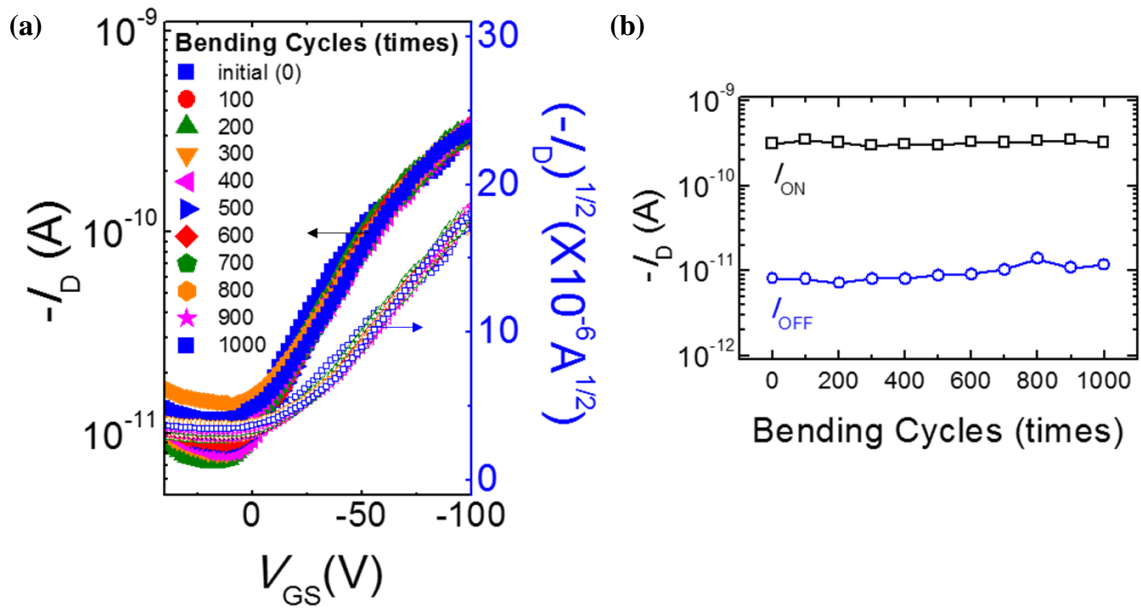 (a)
10⁻⁹
10⁻¹⁰
10⁻¹¹
-I_D (A)
Bending Cycles (times)
initial (0)
100
200
300
400
500
600
700
800
900
1000
30
20
10
0
(-I_D)^1/2 (X10⁻⁶ A^1/2)
0 -50 -100
V_GS(V)
(b)
10⁻⁹
10⁻¹⁰
10⁻¹¹
10⁻¹²
-I_D (A)
I_ON
I_OFF
0 200 400 600 800 1000
Bending Cycles (times)